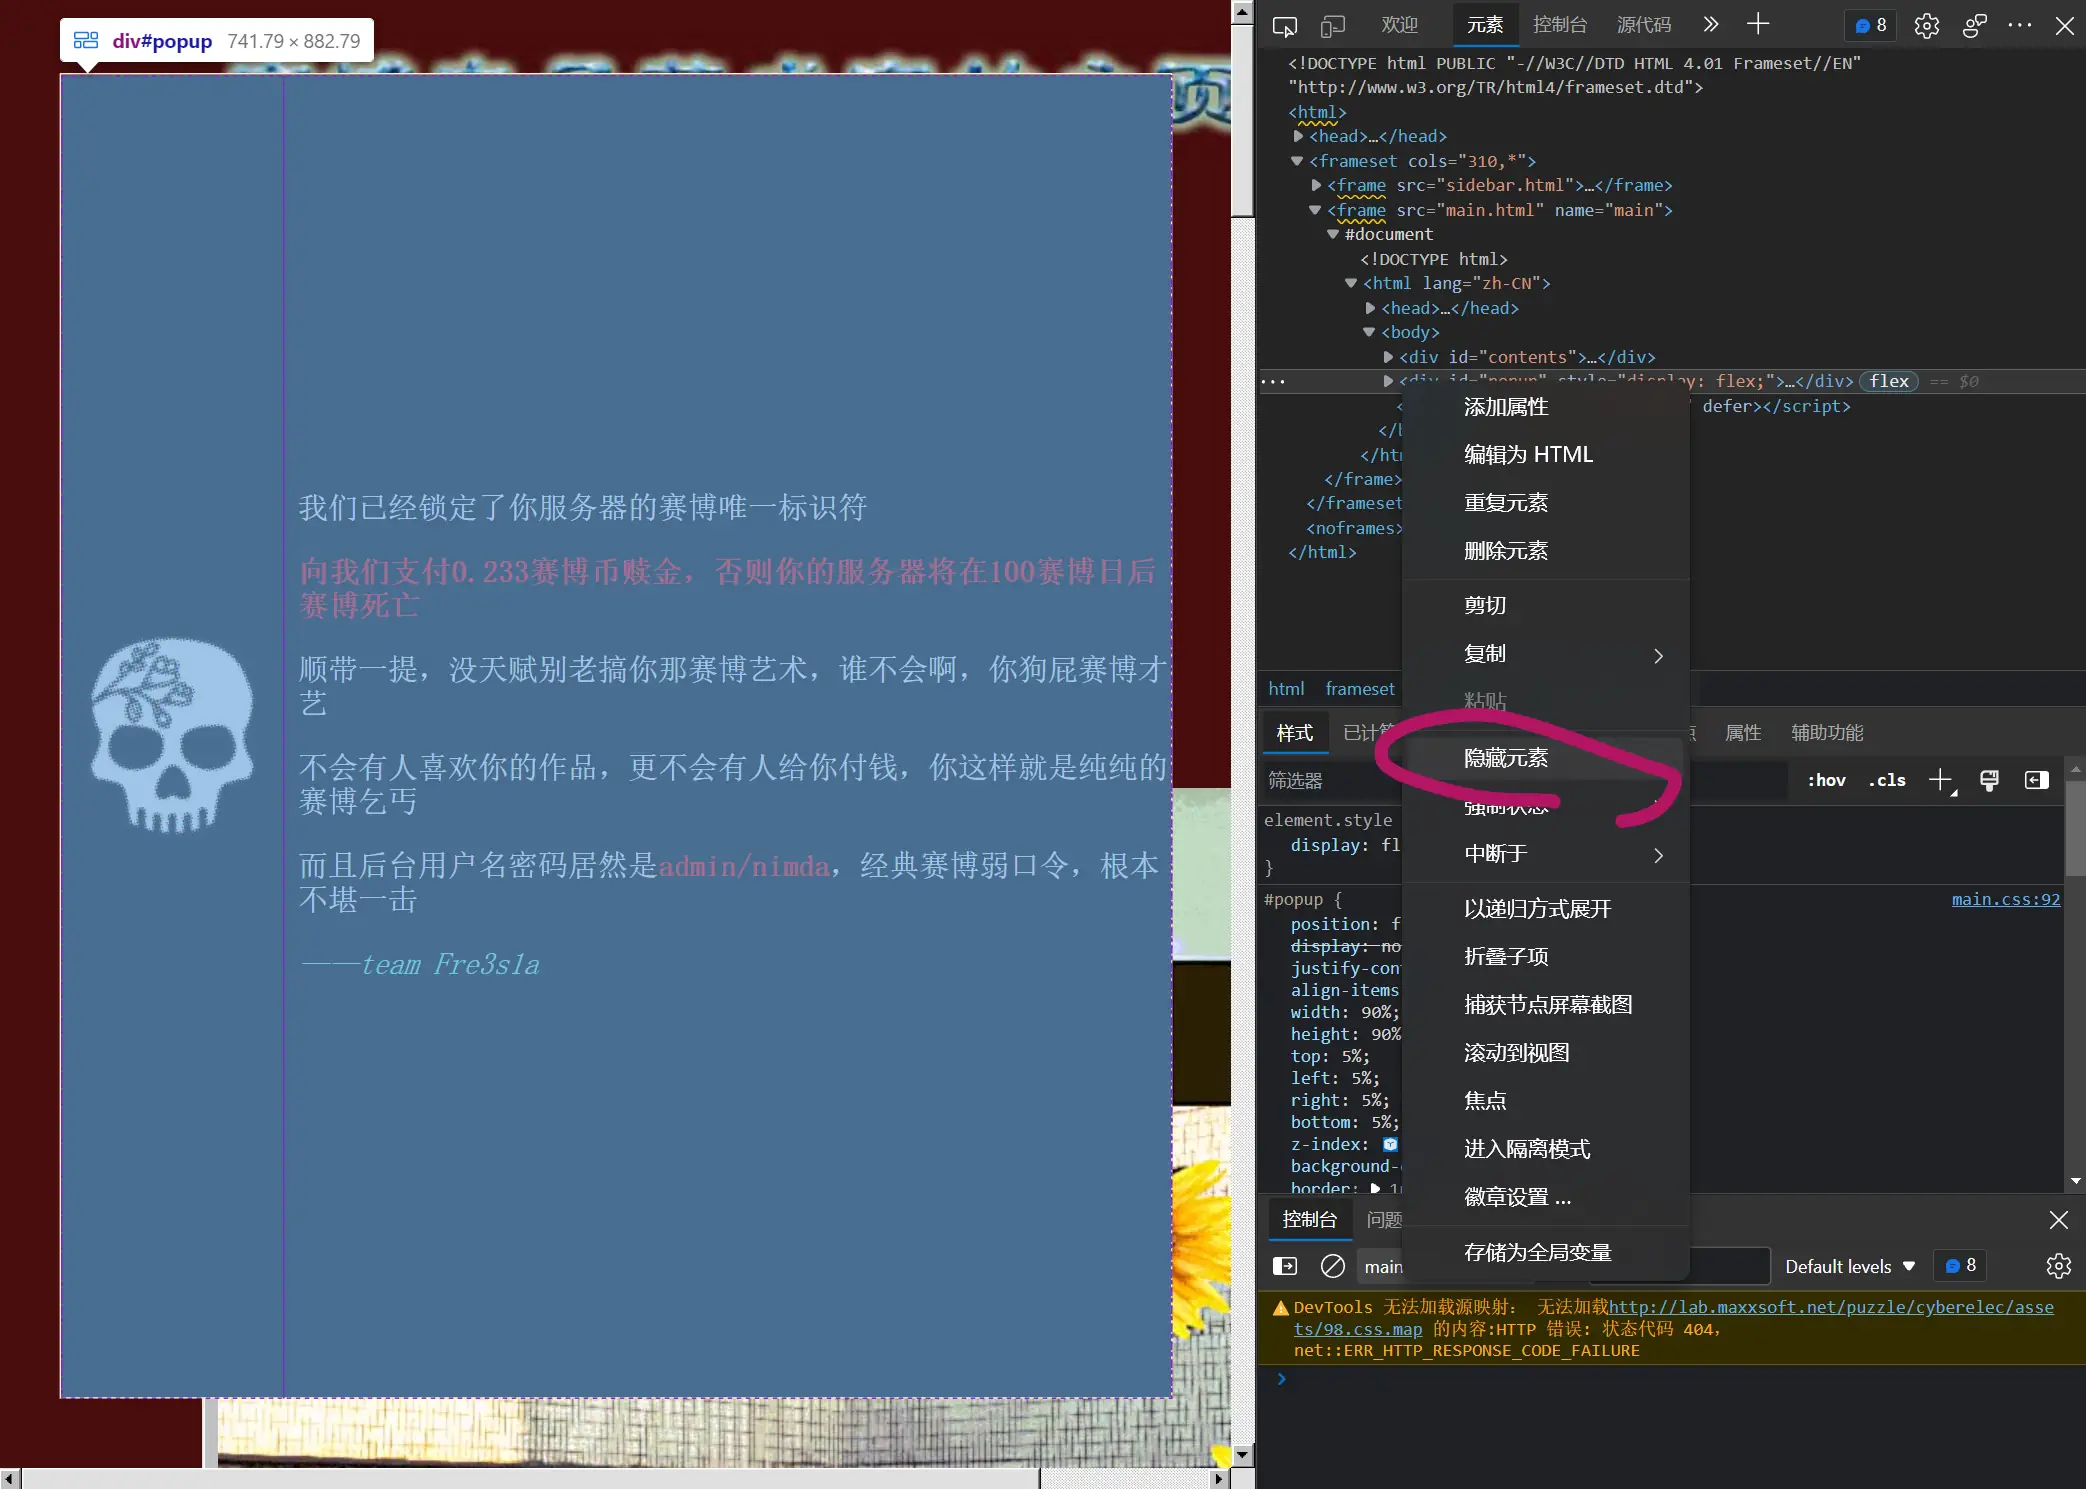 div#popup 741.79 × 882.79
我们已经锁定了你服务器的赛博唯一标识符
向我们支付0.233赛博币赎金，否则你的服务器将在100赛博日后
赛博死亡
顺带一提，没天赋别老搞你那赛博艺术，谁不会啊，你狗屁赛博才
艺
不会有人喜欢你的作品，更不会有人给你付钱，你这样就是纯纯的
赛博乞丐
而且后台用户名密码居然是admin/nimda，经典赛博弱口令，根本
不堪一击
——team Fre3s1a
欢迎 元素 控制台 源代码 8
<!DOCTYPE html PUBLIC "-//W3C//DTD HTML 4.01 Frameset//EN"
"http://www.w3.org/TR/html4/frameset.dtd">
<html>
<head>…</head>
<frameset cols="310,*">
<frame src="sidebar.html">…</frame>
<frame src="main.html" name="main">
#document
<!DOCTYPE html>
<html lang="zh-CN">
<head>…</head>
<body>
<div id="contents">…</div>
<div id="popup" style="display: flex;">…</div> flex == $0
defer></script>
</html>
</frame>
</frameset>
<noframes>
</html>
添加属性
编辑为 HTML
重复元素
删除元素
剪切
复制
粘贴
隐藏元素
强制状态
中断于
以递归方式展开
折叠子项
捕获节点屏幕截图
滚动到视图
焦点
进入隔离模式
徽章设置 ...
存储为全局变量
html frameset
样式 已计算 属性 辅助功能
筛选器 :hov .cls
element.style
display: fl
}
#popup { main.css:92
position: f
display: no
justify-con
align-items
width: 90%;
height: 90%
top: 5%;
left: 5%;
right: 5%;
bottom: 5%;
z-index:
background-
border: 1
控制台 问题
main Default levels 8
DevTools 无法加载源映射： 无法加载http://lab.maxxsoft.net/puzzle/cyberelec/asse
ts/98.css.map 的内容:HTTP 错误: 状态代码 404,
net::ERR_HTTP_RESPONSE_CODE_FAILURE